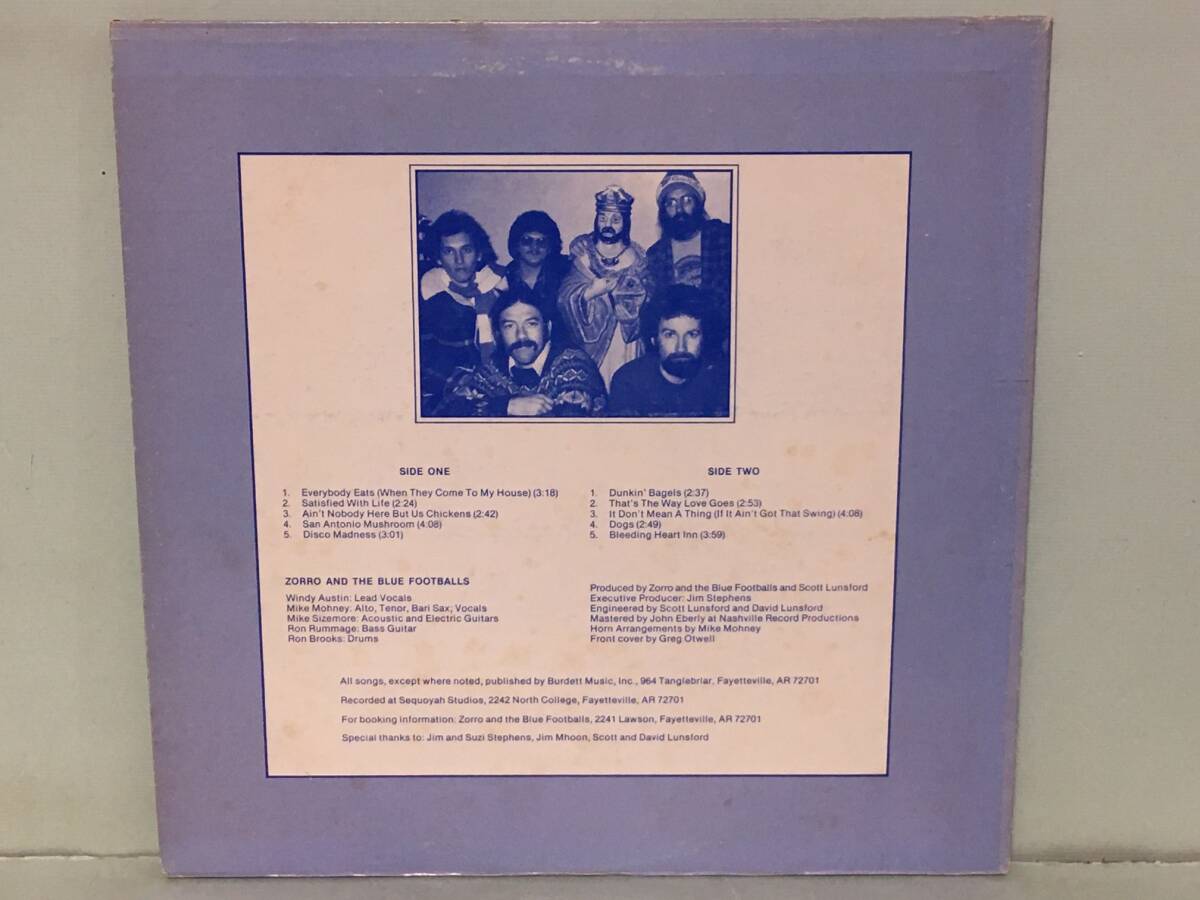 SIDE ONE
1. Everybody Eats (When They Come To My House) (3:18)
2. Satisfied With Life (2:24)
3. Ain't Nobody Here But Us Chickens (2:42)
4. San Antonio Mushroom (4:08)
5. Disco Madness (3:01)
SIDE TWO
1. Dunkin' Bagels (2:37)
2. That's The Way Love Goes (2:53)
3. It Don't Mean A Thing (If It Ain't Got That Swing) (4:08)
4. Dogs (2:49)
5. Bleeding Heart Inn (3:59)
ZORRO AND THE BLUE FOOTBALLS
Windy Austin: Lead Vocals
Mike Mohney: Alto, Tenor, Bari Sax, Vocals
Mike Sizemore: Acoustic and Electric Guitars
Ron Rummage: Bass Guitar
Ron Brooks: Drums
Produced by Zorro and the Blue Footballs and Scott Lunsford
Executive Producer: Jim Stephens
Engineered by Scott Lunsford and David Lunsford
Mastered by John Eberly at Nashville Record Productions
Horn Arrangements by Mike Mohney
Front cover by Greg Otwell
All songs, except where noted, published by Burdett Music, Inc., 964 Tanglebriar, Fayetteville, AR 72701
Recorded at Sequoyah Studios, 2242 North College, Fayetteville, AR 72701
For booking information: Zorro and the Blue Footballs, 2241 Lawson, Fayetteville, AR 72701
Special thanks to: Jim and Suzi Stephens, Jim Mhoon, Scott and David Lunsford